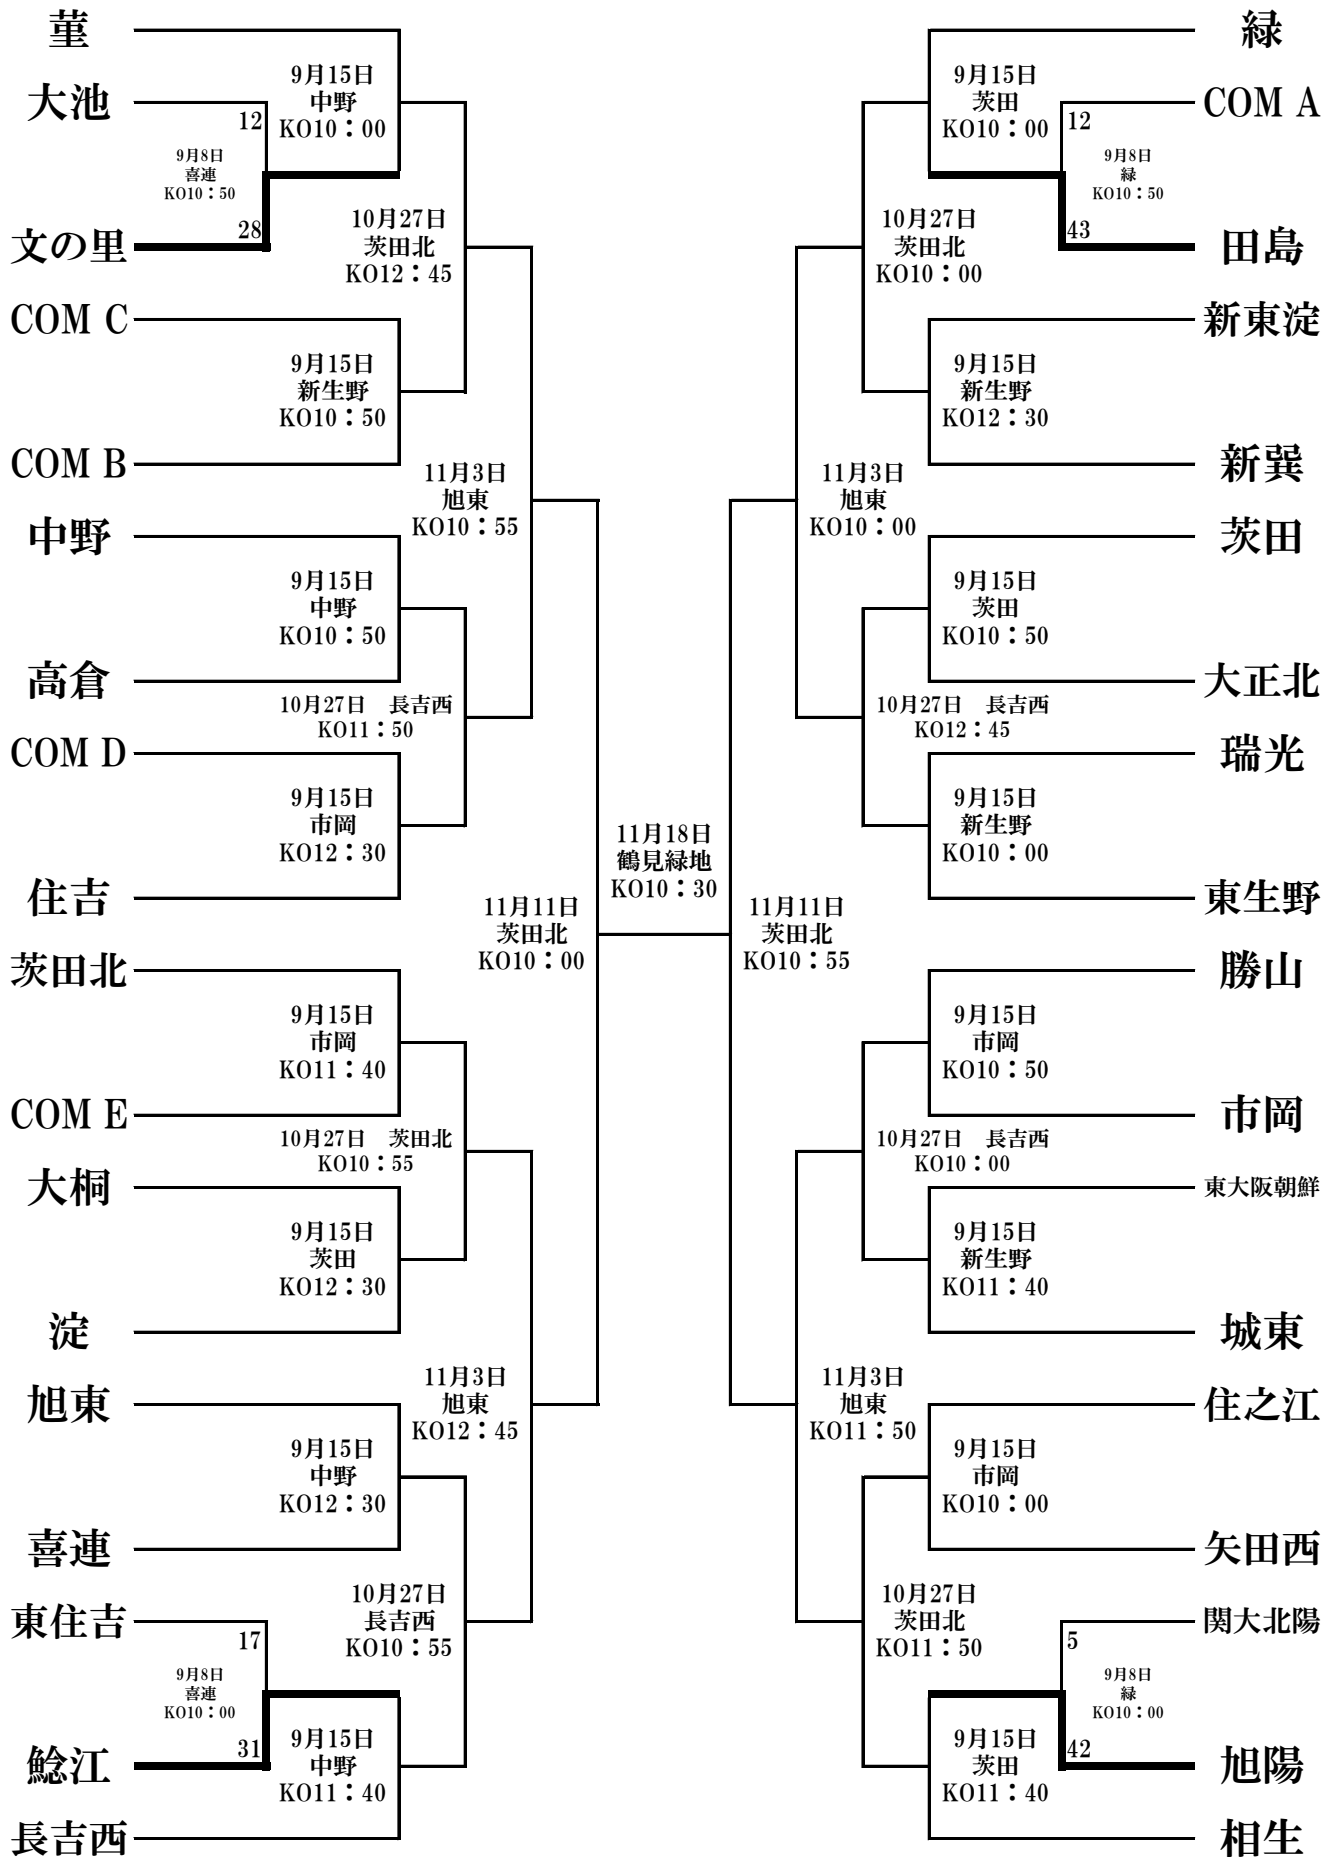 菫
大池
12
9月15日
中野
KO10：00
9月8日
喜連
KO10：50
28
文の里
10月27日
茨田北
KO12：45
COM C
9月15日
新生野
KO10：50
COM B
11月3日
旭東
KO10：55
中野
9月15日
中野
KO10：50
高倉
10月27日　長吉西
KO11：50
COM D
9月15日
市岡
KO12：30
住吉
11月11日
茨田北
KO10：00
茨田北
9月15日
市岡
KO11：40
COM E
10月27日　茨田北
KO10：55
大桐
9月15日
茨田
KO12：30
淀
11月3日
旭東
KO12：45
旭東
9月15日
中野
KO12：30
喜連
10月27日
長吉西
KO10：55
東住吉
17
9月8日
喜連
KO10：00
31
鯰江
9月15日
中野
KO11：40
長吉西
11月18日
鶴見緑地
KO10：30
緑
COM A
12
9月15日
茨田
KO10：00
9月8日
緑
KO10：50
43
田島
10月27日
茨田北
KO10：00
新東淀
9月15日
新生野
KO12：30
新巽
11月3日
旭東
KO10：00
茨田
9月15日
茨田
KO10：50
大正北
10月27日　長吉西
KO12：45
瑞光
9月15日
新生野
KO10：00
東生野
11月11日
茨田北
KO10：55
勝山
9月15日
市岡
KO10：50
市岡
10月27日　長吉西
KO10：00
東大阪朝鮮
9月15日
新生野
KO11：40
城東
11月3日
旭東
KO11：50
住之江
9月15日
市岡
KO10：00
矢田西
10月27日
茨田北
KO11：50
関大北陽
5
9月8日
緑
KO10：00
42
旭陽
9月15日
茨田
KO11：40
相生